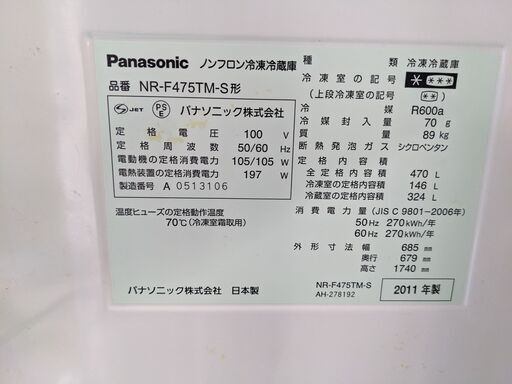 Panasonic ノンフロン冷凍冷蔵庫
品番 NR-F475TM-S形
S JET PS E パナソニック株式会社
定格電圧 100 V
定格周波数 50/60 Hz
電動機の定格消費電力 105/105 W
電熱装置の定格消費電力 197 W
製造番号 A 0513106
温度ヒューズの定格動作温度
70℃(冷凍室霜取用)
パナソニック株式会社 日本製
種類 冷凍冷蔵庫
冷凍室の記号 * ***
(上段冷凍室の記号 **)
冷媒 R600a
冷媒封入量 70 g
質量 89 kg
断熱発泡ガス シクロペンタン
定格内容積
全定格内容積 470 L
冷凍室の定格内容積 146 L
冷蔵室の定格内容積 324 L
消費電力量(JIS C 9801-2006年)
50Hz 270 kWh/年
60Hz 270 kWh/年
外形寸法 幅 685 mm
奥行 679 mm
高さ 1740 mm
NR-F475TM-S
AH-278192
2011年製